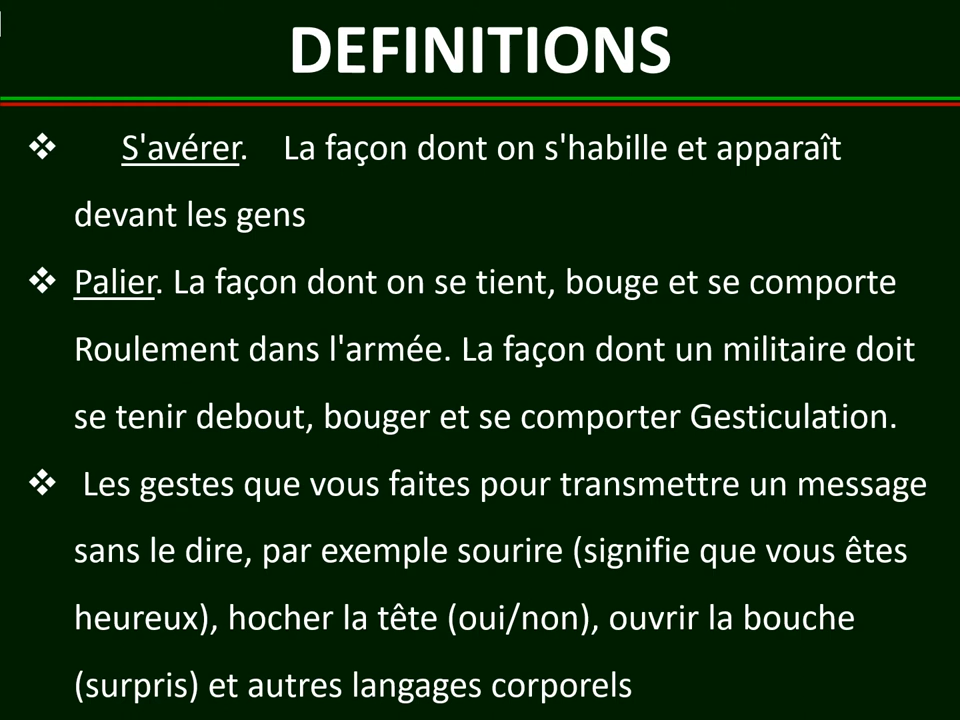 DEFINITIONS
❖ S'avérer. La façon dont on s'habille et apparaît
devant les gens
❖ Palier. La façon dont on se tient, bouge et se comporte
Roulement dans l'armée. La façon dont un militaire doit
se tenir debout, bouger et se comporter Gesticulation.
❖ Les gestes que vous faites pour transmettre un message
sans le dire, par exemple sourire (signifie que vous êtes
heureux), hocher la tête (oui/non), ouvrir la bouche
(surpris) et autres langages corporels